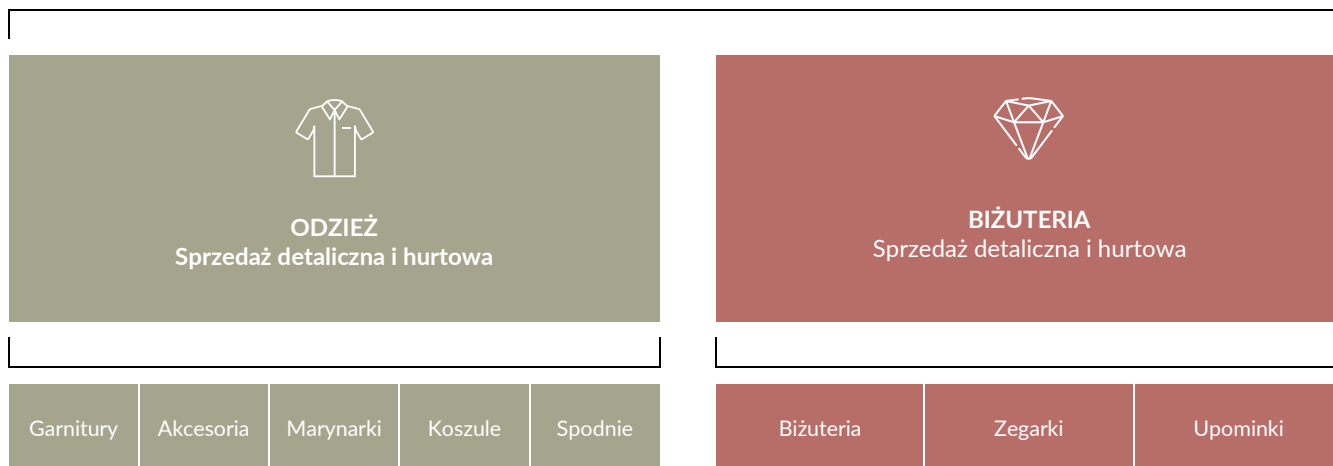 ODZIEŻ
Sprzedaż detaliczna i hurtowa
BIŻUTERIA
Sprzedaż detaliczna i hurtowa
Garnitury
Akcesoria
Marynarki
Koszule
Spodnie
Biżuteria
Zegarki
Upominki